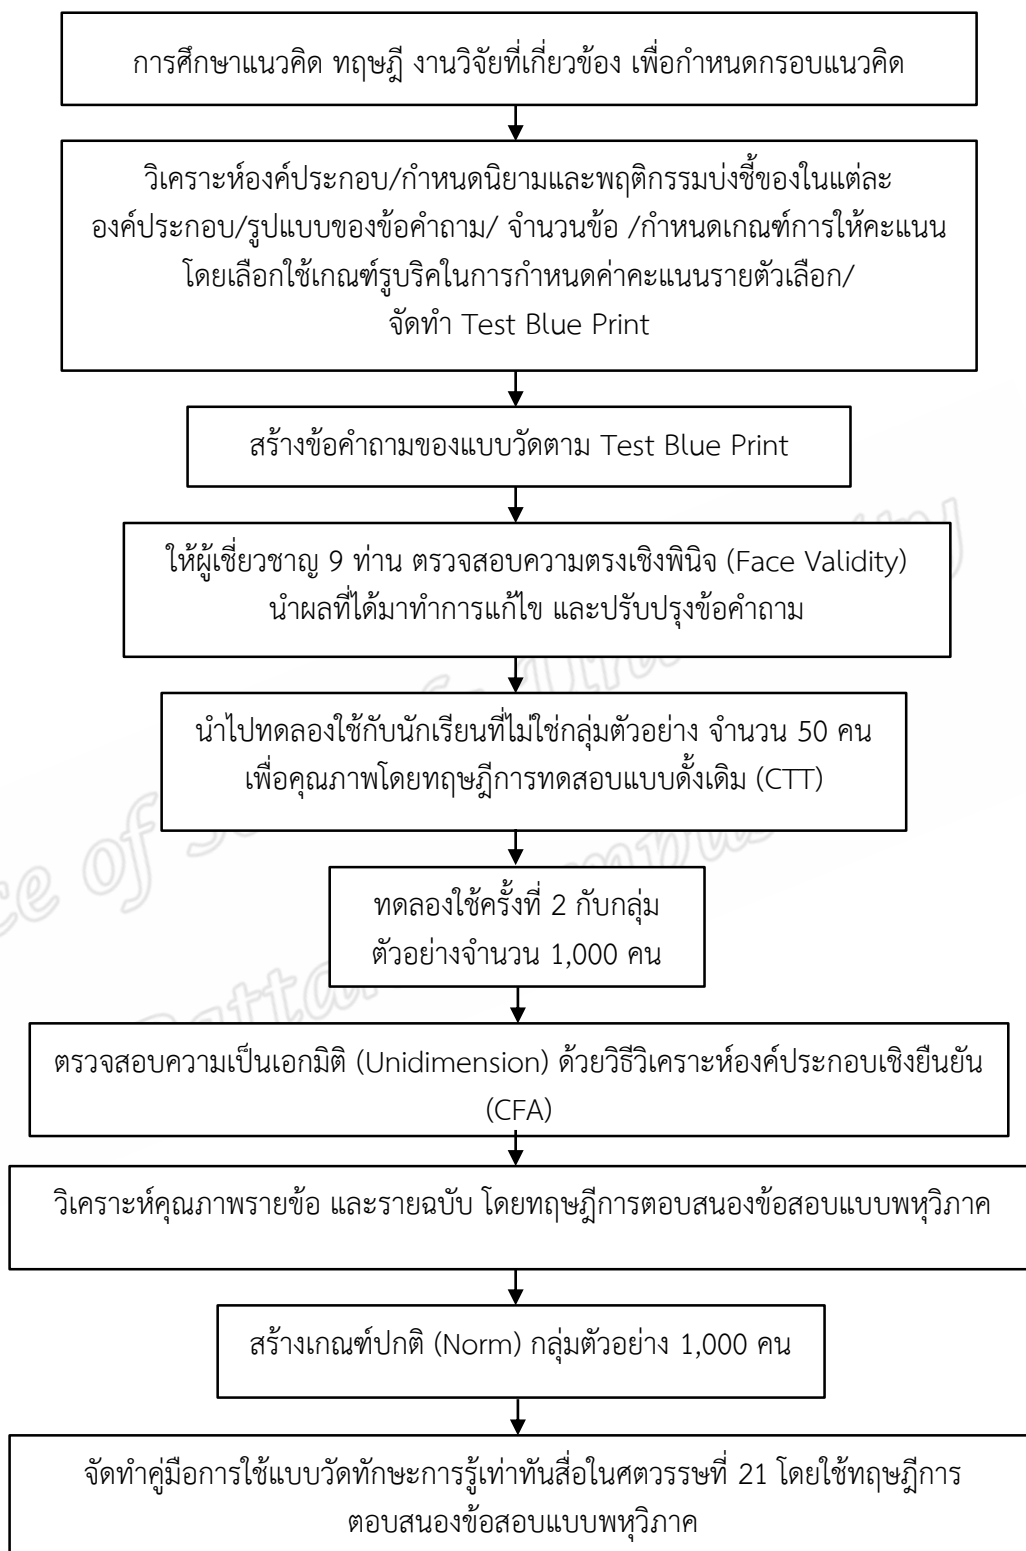 การศึกษาแนวคิด ทฤษฎี งานวิจัยที่เกี่ยวข้อง เพื่อกำหนดกรอบแนวคิด
วิเคราะห์องค์ประกอบ/กำหนดนิยามและพฤติกรรมบ่งชี้ของในแต่ละ
องค์ประกอบ/รูปแบบของข้อคำถาม/ จำนวนข้อ /กำหนดเกณฑ์การให้คะแนน
โดยเลือกใช้เกณฑ์รูบริคในการกำหนดค่าคะแนนรายตัวเลือก/
จัดทำ Test Blue Print
สร้างข้อคำถามของแบบวัดตาม Test Blue Print
ให้ผู้เชี่ยวชาญ 9 ท่าน ตรวจสอบความตรงเชิงพินิจ (Face Validity)
นำผลที่ได้มาทำการแก้ไข และปรับปรุงข้อคำถาม
นำไปทดลองใช้กับนักเรียนที่ไม่ใช่กลุ่มตัวอย่าง จำนวน 50 คน
เพื่อคุณภาพโดยทฤษฎีการทดสอบแบบดั้งเดิม (CTT)
ทดลองใช้ครั้งที่ 2 กับกลุ่ม
ตัวอย่างจำนวน 1,000 คน
ตรวจสอบความเป็นเอกมิติ (Unidimension) ด้วยวิธีวิเคราะห์องค์ประกอบเชิงยืนยัน
(CFA)
วิเคราะห์คุณภาพรายข้อ และรายฉบับ โดยทฤษฎีการตอบสนองข้อสอบแบบพหุวิภาค
สร้างเกณฑ์ปกติ (Norm) กลุ่มตัวอย่าง 1,000 คน
จัดทำคู่มือการใช้แบบวัดทักษะการรู้เท่าทันสื่อในศตวรรษที่ 21 โดยใช้ทฤษฎีการ
ตอบสนองข้อสอบแบบพหุวิภาค